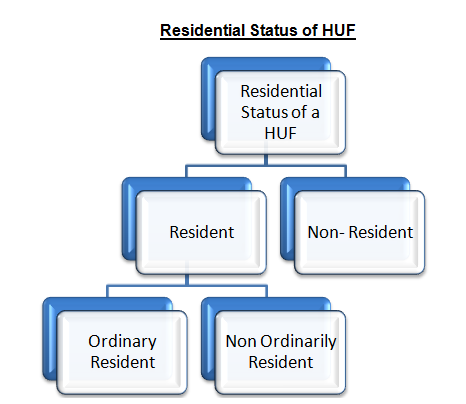 Residential Status of HUF
Residential
Status of a
HUF
Resident
Non- Resident
Ordinary
Resident
Non Ordinarily
Resident